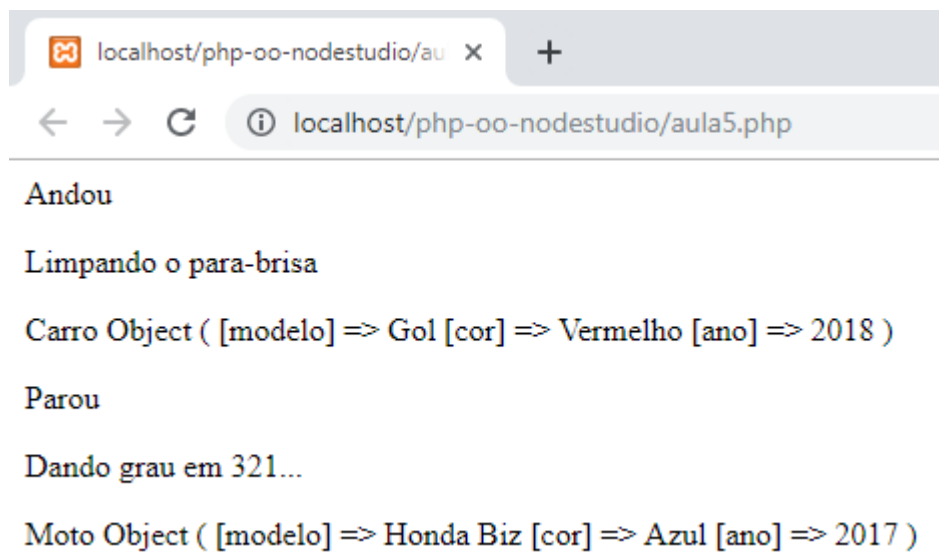 localhost/php-oo-nodestudio/au
localhost/php-oo-nodestudio/aula5.php
Andou
Limpando o para-brisa
Carro Object ( [modelo] => Gol [cor] => Vermelho [ano] => 2018 )
Parou
Dando grau em 321...
Moto Object ( [modelo] => Honda Biz [cor] => Azul [ano] => 2017 )